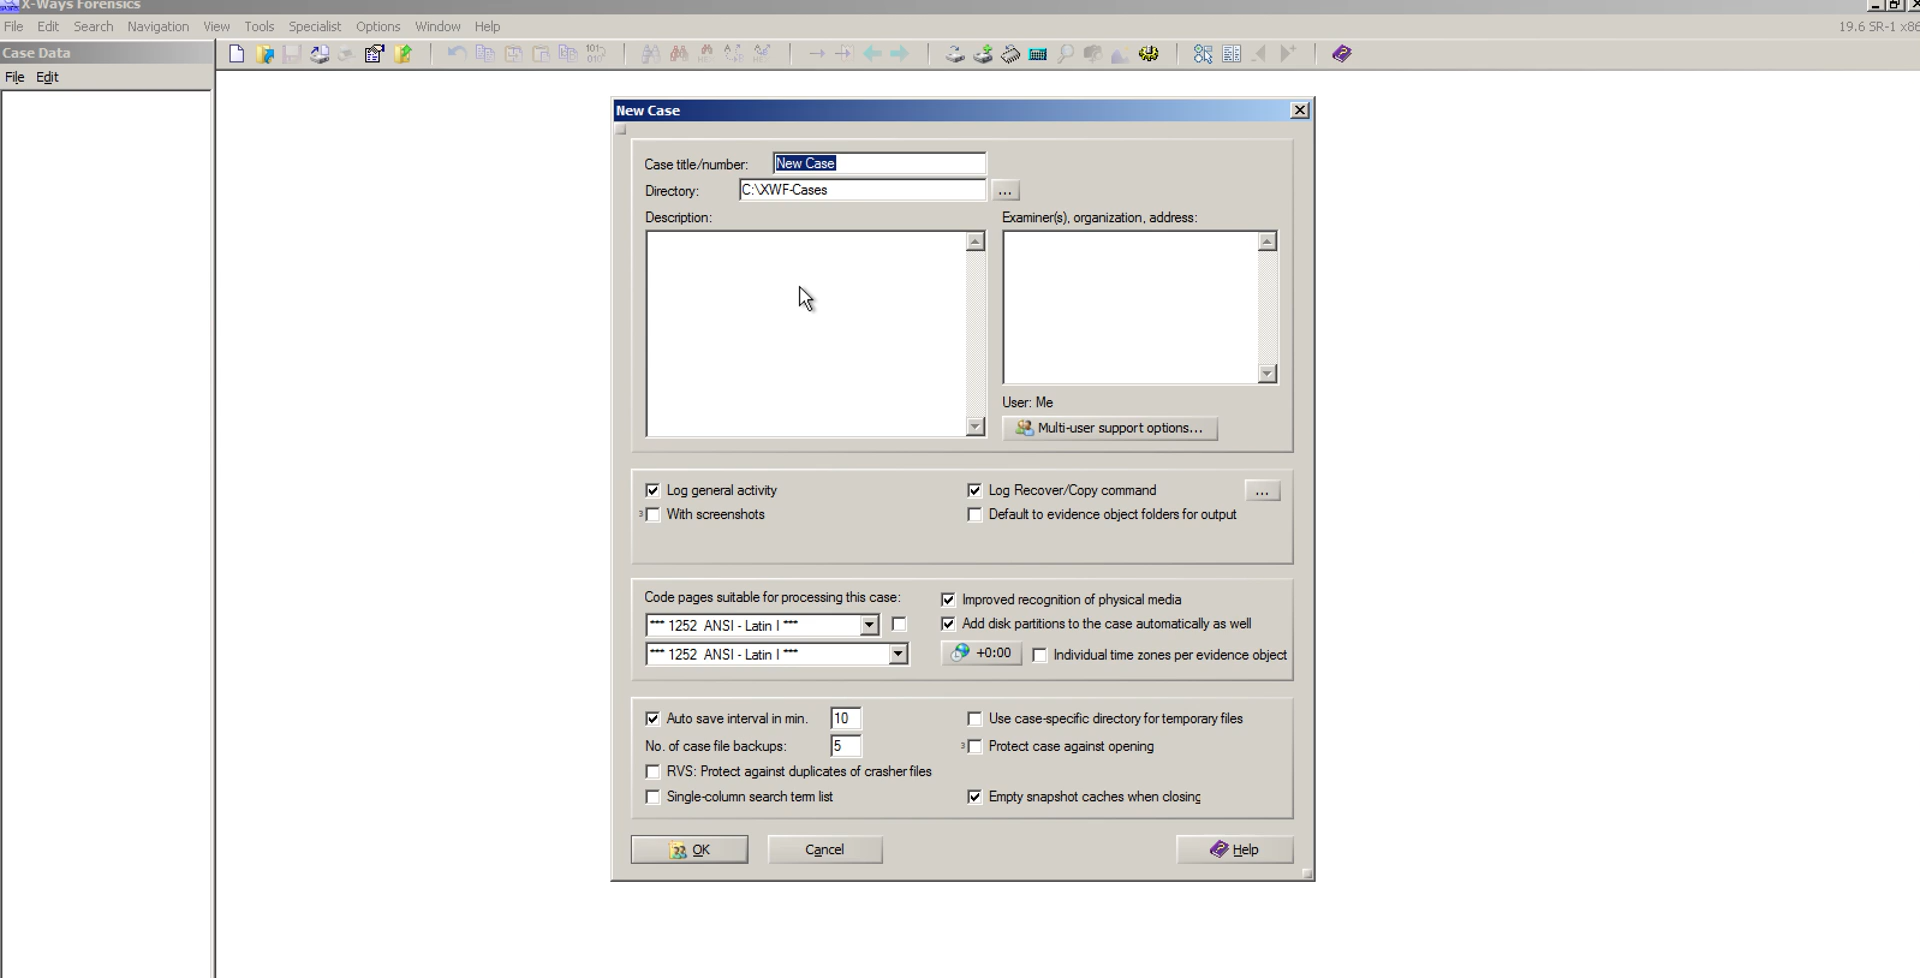 X-Ways Forensics
File Edit Search Navigation View Tools Specialist Options Window Help
19.6 SR-1 x86
Case Data
File Edit
New Case
Case title/number: New Case
Directory: C:\XWF-Cases ...
Description:
Examiner(s), organization, address:
User: Me
Multi-user support options...
Log general activity
Log Recover/Copy command ...
3 With screenshots
Default to evidence object folders for output
Code pages suitable for processing this case:
Improved recognition of physical media
*** 1252 ANSI - Latin I ***
Add disk partitions to the case automatically as well
*** 1252 ANSI - Latin I ***
+0:00 Individual time zones per evidence object
Auto save interval in min. 10
Use case-specific directory for temporary files
No. of case file backups: 5
3 Protect case against opening
RVS: Protect against duplicates of crasher files
Single-column search term list
Empty snapshot caches when closing
OK Cancel Help